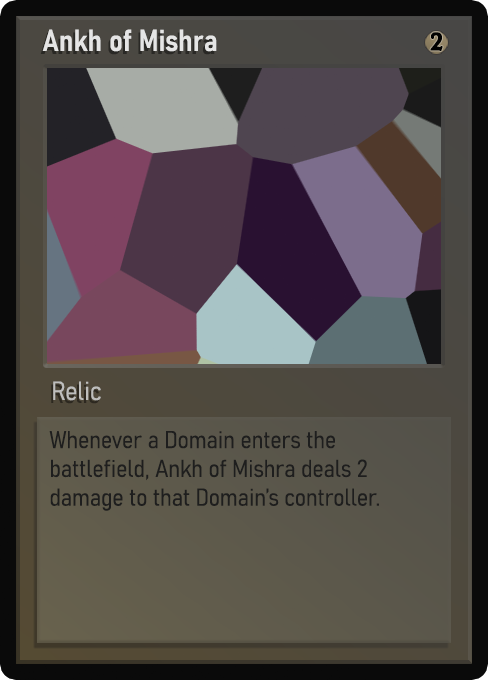 Ankh of Mishra 2
Relic
Whenever a Domain enters the
battlefield, Ankh of Mishra deals 2
damage to that Domain's controller.